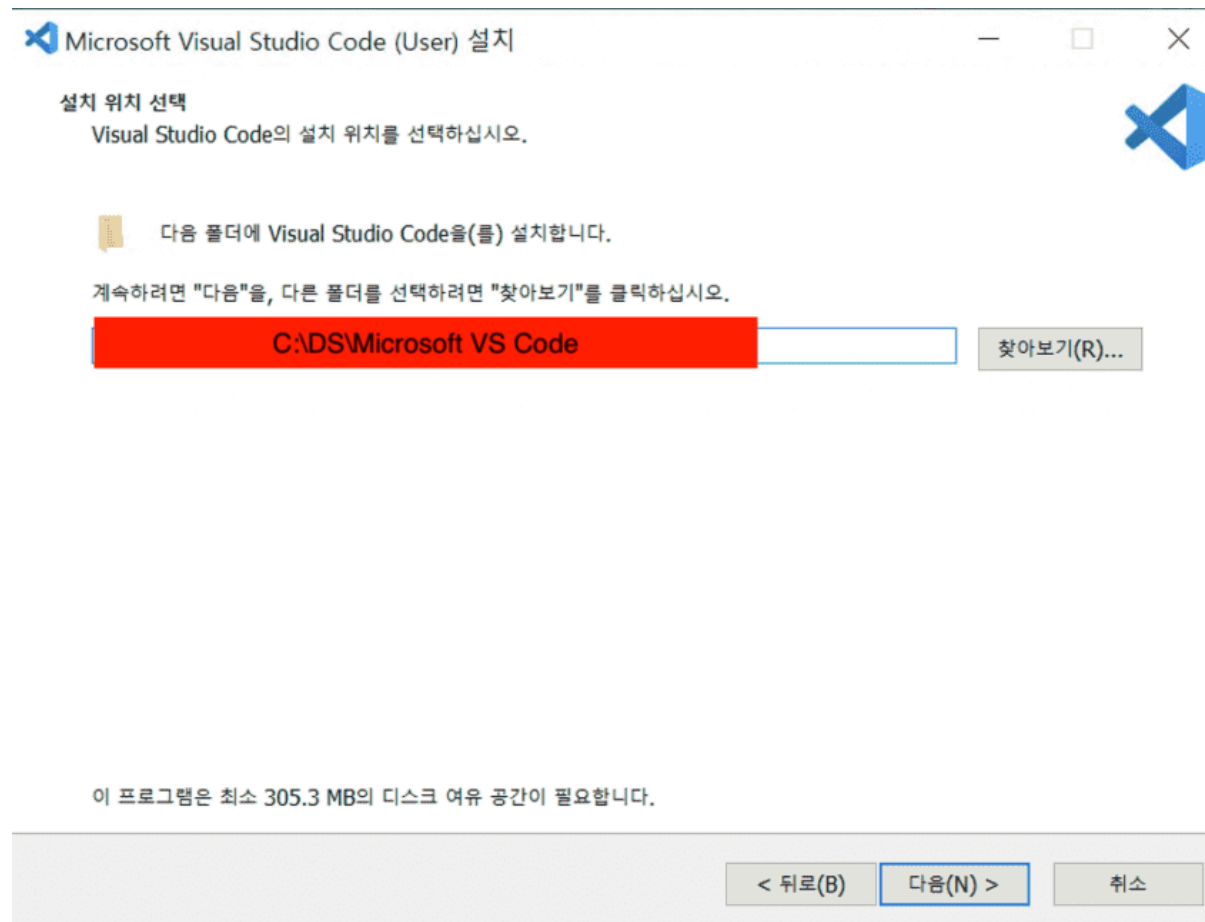 Microsoft Visual Studio Code (User) 설치
설치 위치 선택
Visual Studio Code의 설치 위치를 선택하십시오.
다음 폴더에 Visual Studio Code을(를) 설치합니다.
계속하려면 "다음"을, 다른 폴더를 선택하려면 "찾아보기"를 클릭하십시오.
C:\DS\Microsoft VS Code
찾아보기(R)...
이 프로그램은 최소 305.3 MB의 디스크 여유 공간이 필요합니다.
< 뒤로(B) 다음(N) > 취소